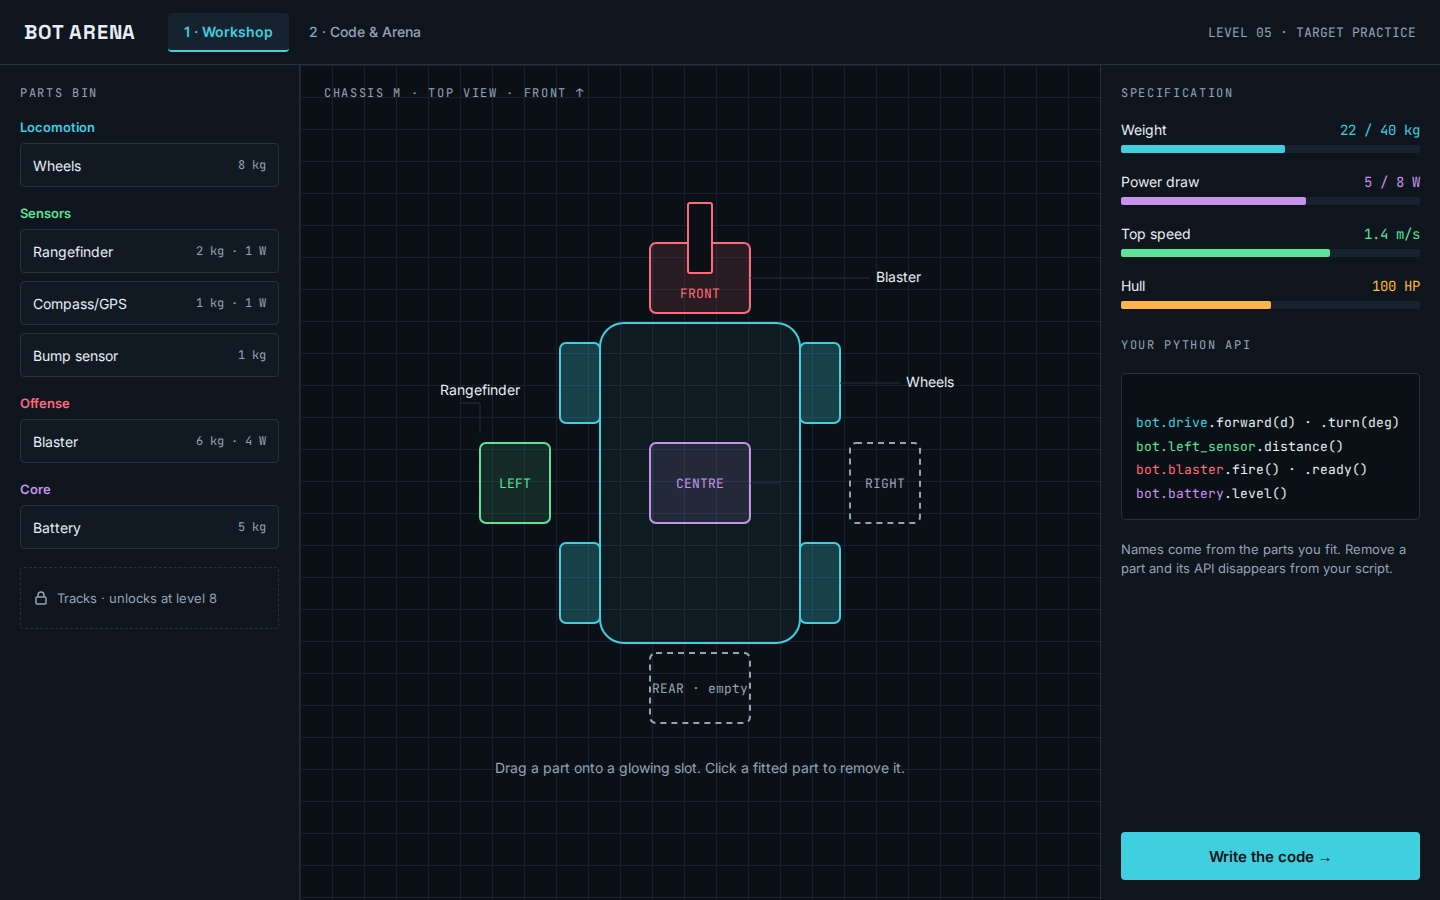 BOT ARENA
1 · Workshop
2 · Code & Arena
LEVEL 05 · TARGET PRACTICE
PARTS BIN
Locomotion
Wheels 8 kg
Sensors
Rangefinder 2 kg · 1 W
Compass/GPS 1 kg · 1 W
Bump sensor 1 kg
Offense
Blaster 6 kg · 4 W
Core
Battery 5 kg
Tracks · unlocks at level 8
CHASSIS M · TOP VIEW · FRONT ↑
FRONT
Blaster
Rangefinder
Wheels
LEFT
CENTRE
RIGHT
REAR · empty
Drag a part onto a glowing slot. Click a fitted part to remove it.
SPECIFICATION
Weight 22 / 40 kg
Power draw 5 / 8 W
Top speed 1.4 m/s
Hull 100 HP
YOUR PYTHON API
bot.drive.forward(d) · .turn(deg)
bot.left_sensor.distance()
bot.blaster.fire() · .ready()
bot.battery.level()
Names come from the parts you fit. Remove a
part and its API disappears from your script.
Write the code →